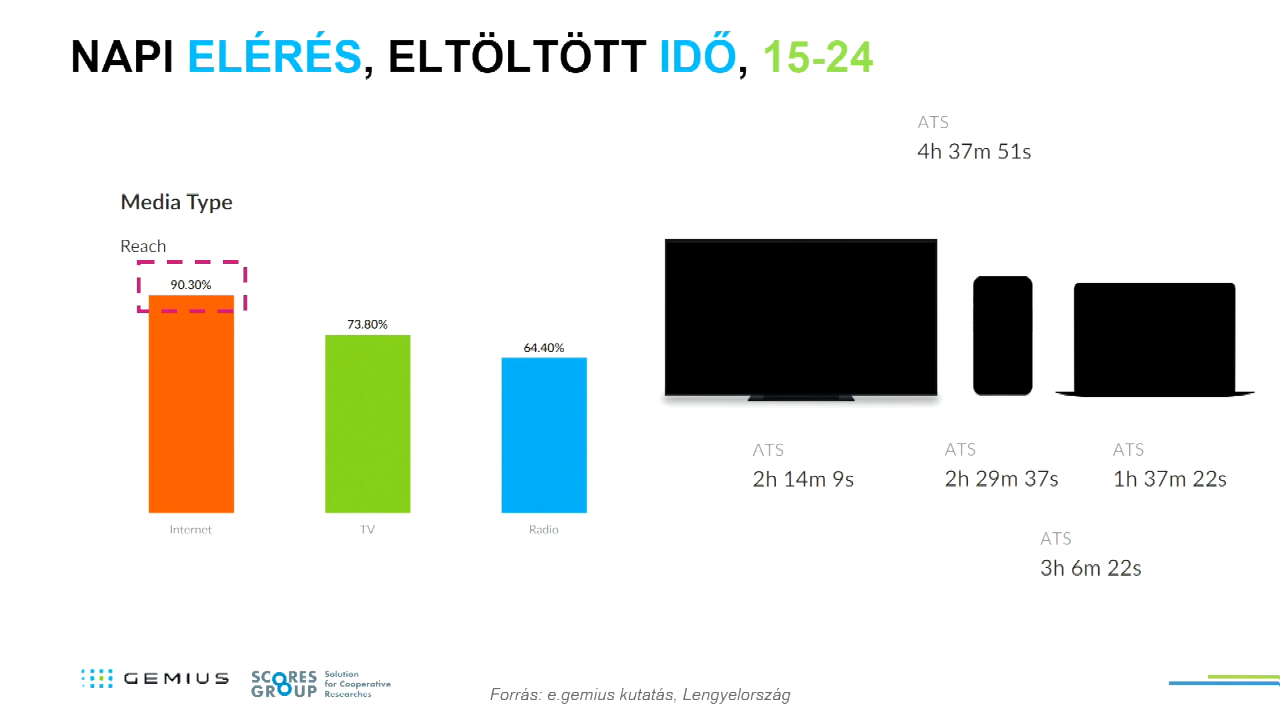 NAPI ELÉRÉS, ELTÖLTÖTT IDŐ, 15-24
ATS
4h 37m 51s
Media Type
Reach
90.30%
73.80%
64.40%
Internet
TV
Radio
ATS
2h 14m 9s
ATS
2h 29m 37s
ATS
1h 37m 22s
ATS
3h 6m 22s
GEMIUS
SCORES
GROUP
Solution
for Cooperative
Researches
Forrás: e.gemius kutatás, Lengyelország